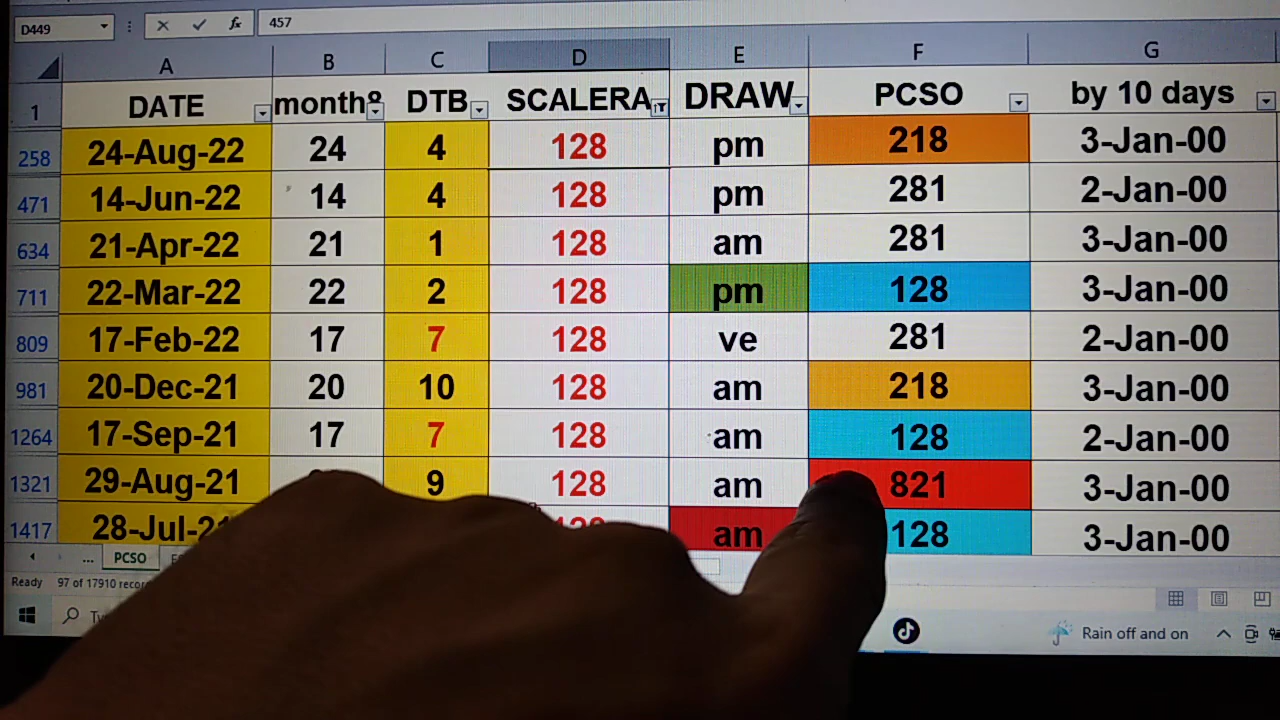 D449 fx 457
A B C D E F G
1 DATE month DTB SCALERA DRAW PCSO by 10 days
258 24-Aug-22 24 4 128 pm 218 3-Jan-00
471 14-Jun-22 14 4 128 pm 281 2-Jan-00
634 21-Apr-22 21 1 128 am 281 3-Jan-00
711 22-Mar-22 22 2 128 pm 128 3-Jan-00
809 17-Feb-22 17 7 128 ve 281 2-Jan-00
981 20-Dec-21 20 10 128 am 218 3-Jan-00
1264 17-Sep-21 17 7 128 am 128 2-Jan-00
1321 29-Aug-21 9 128 am 821 3-Jan-00
1417 28-Jul-21 128 am 128 3-Jan-00
... PCSO
Ready 97 of 17910
Rain off and on